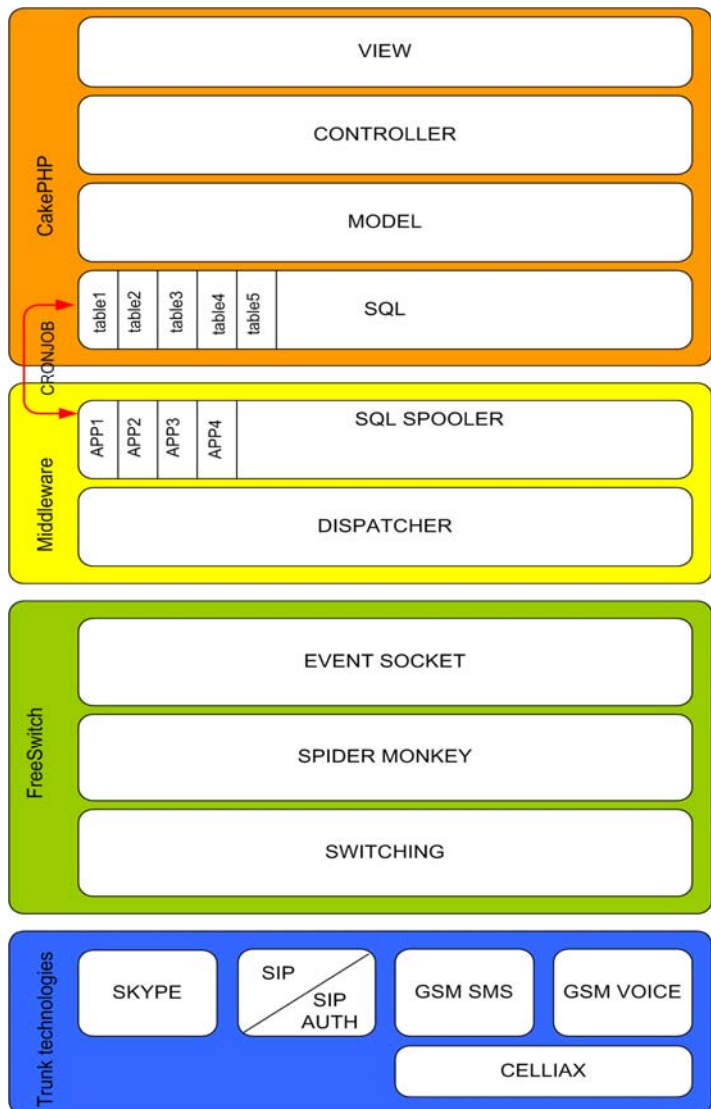 CakePHP
VIEW
CONTROLLER
MODEL
table1
table2
table3
table4
table5
SQL
CRONJOB
Middleware
APP1
APP2
APP3
APP4
SQL SPOOLER
DISPATCHER
FreeSwitch
EVENT SOCKET
SPIDER MONKEY
SWITCHING
Trunk technologies
SKYPE
SIP
SIP
AUTH
GSM SMS
GSM VOICE
CELLIAX